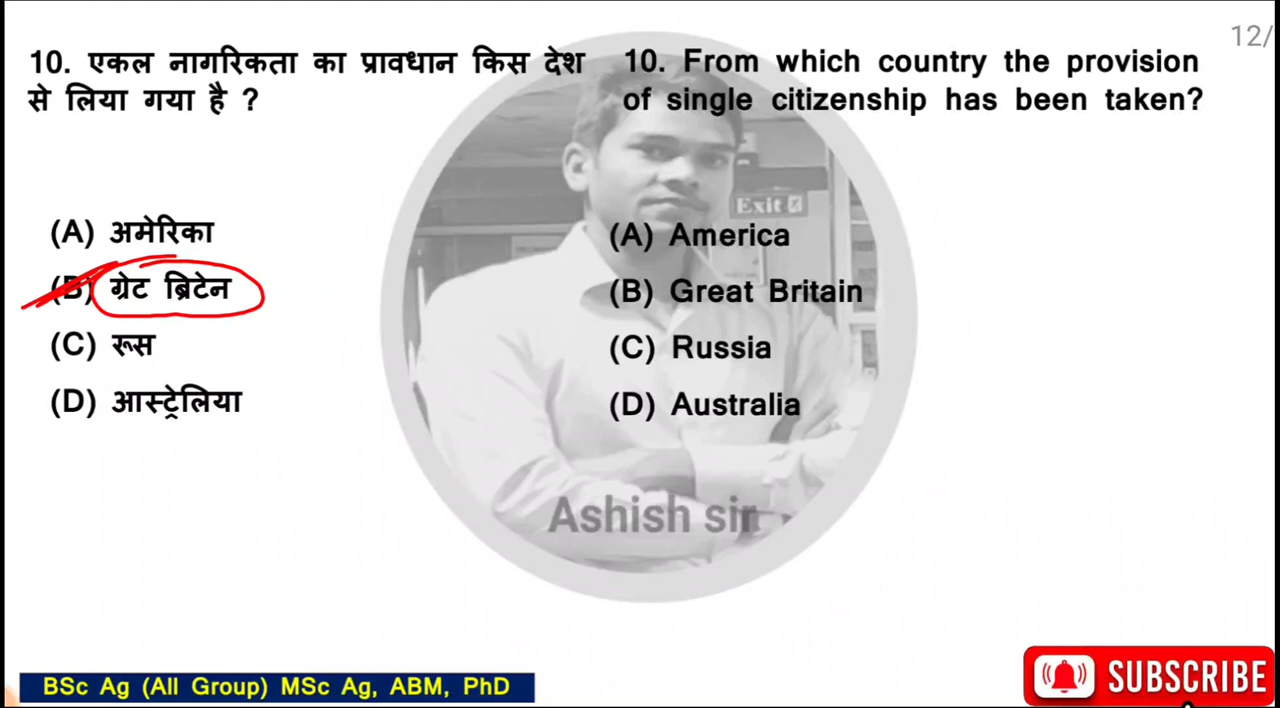 12/
10. एकल नागरिकता का प्रावधान किस देश
से लिया गया है ?
(A) अमेरिका
(B) ग्रेट ब्रिटेन
(C) रूस
(D) आस्ट्रेलिया
10. From which country the provision
of single citizenship has been taken?
(A) America
(B) Great Britain
(C) Russia
(D) Australia
Exit
Ashish sir
BSc Ag (All Group) MSc Ag, ABM, PhD
SUBSCRIBE